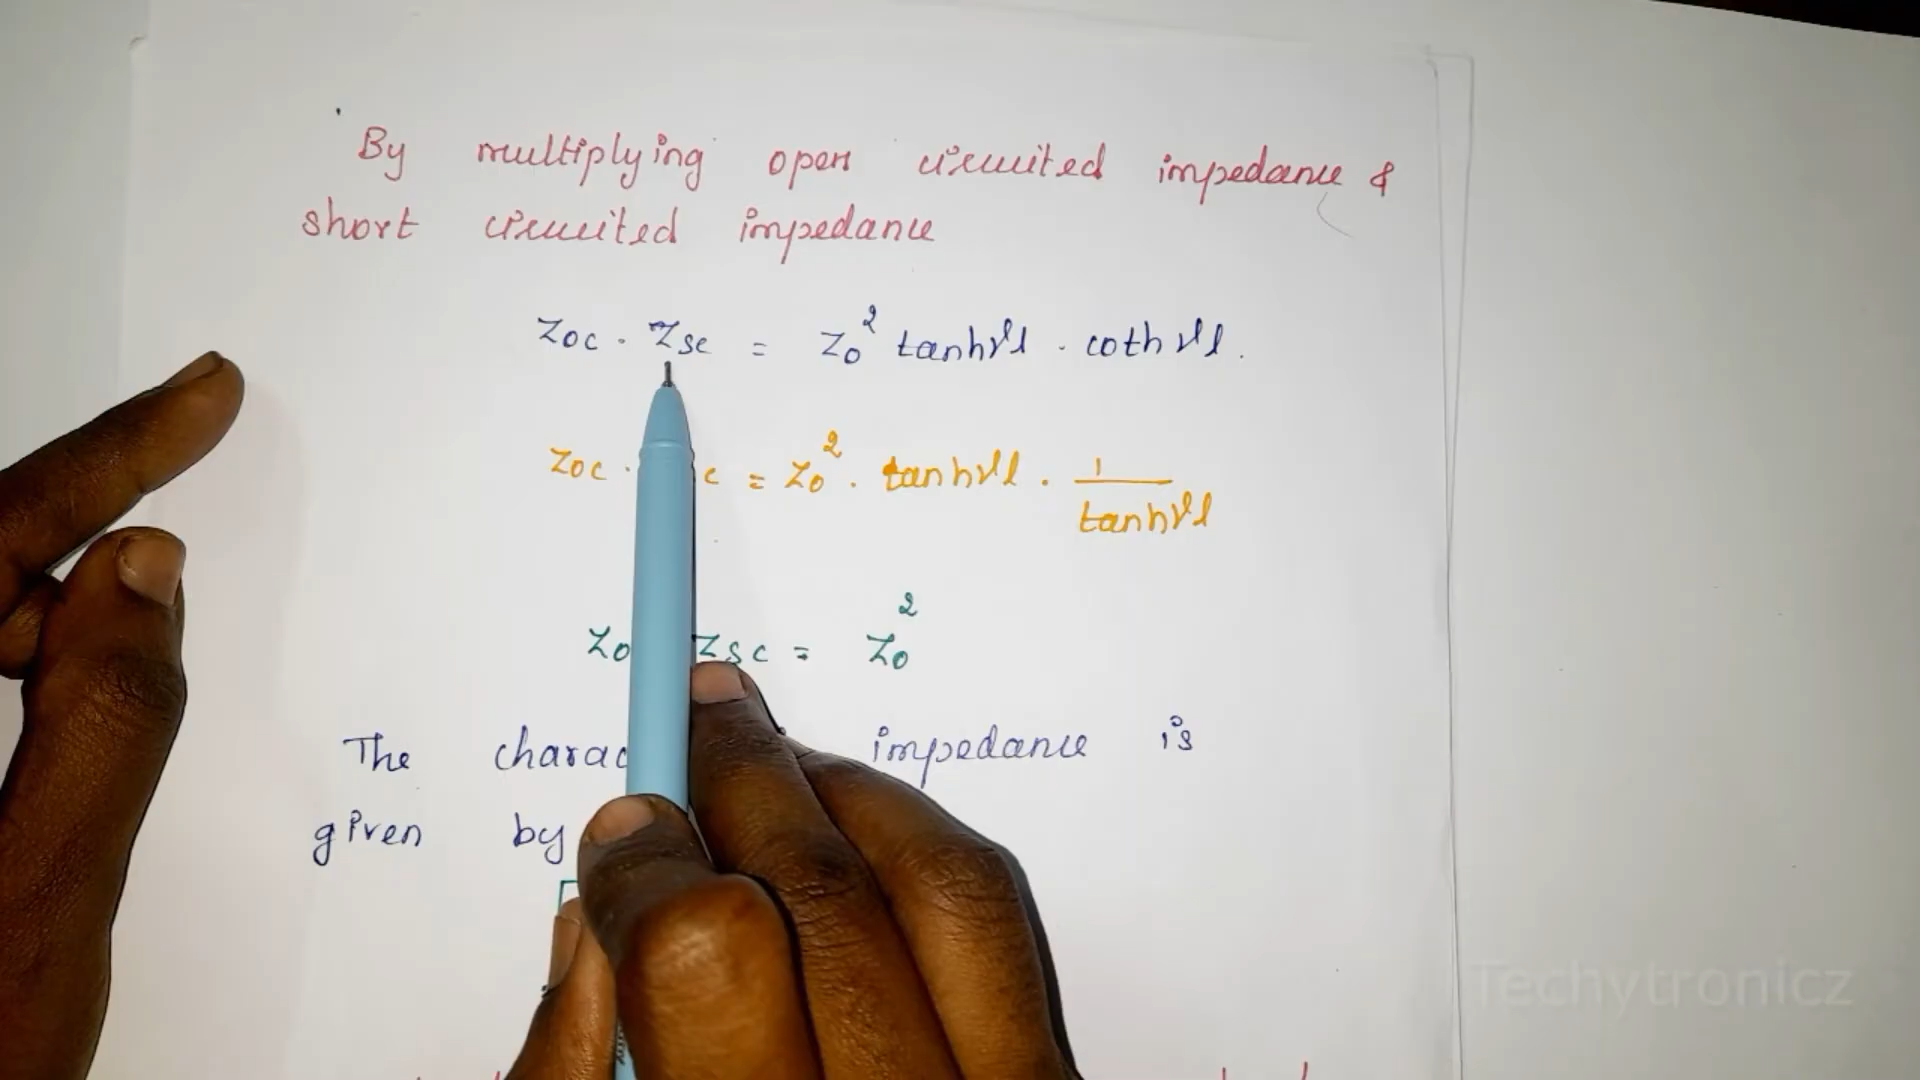 By multiplying open circuited impedance &
short circuited impedance
Zoc . Zsc = Z0² tanhγl . cothγl .
Zoc . c = Z0² . tanhγl . 1/tanhγl
Zo Zsc = Z0²
The charac impedance is
given by
Techytronicz